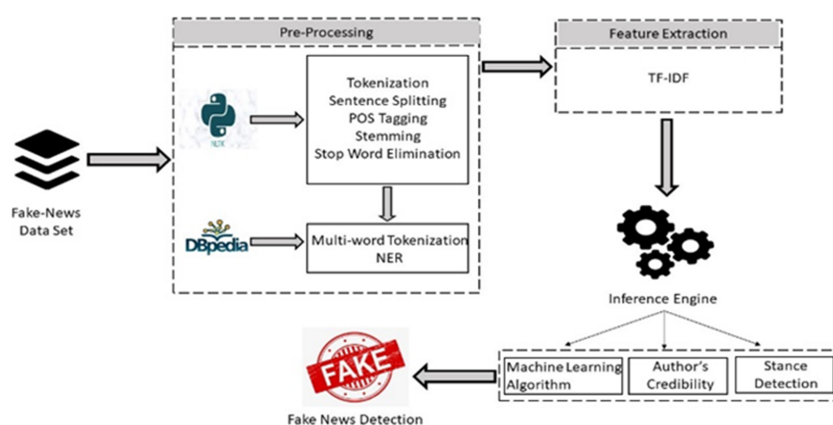 Pre-Processing
Feature Extraction
Tokenization
Sentence Splitting
POS Tagging
Stemming
Stop Word Elimination
TF-IDF
NLTK
Fake-News
Data Set
DBpedia
Multi-word Tokenization
NER
Inference Engine
FAKE
Fake News Detection
Machine Learning
Algorithm
Author's
Credibility
Stance
Detection